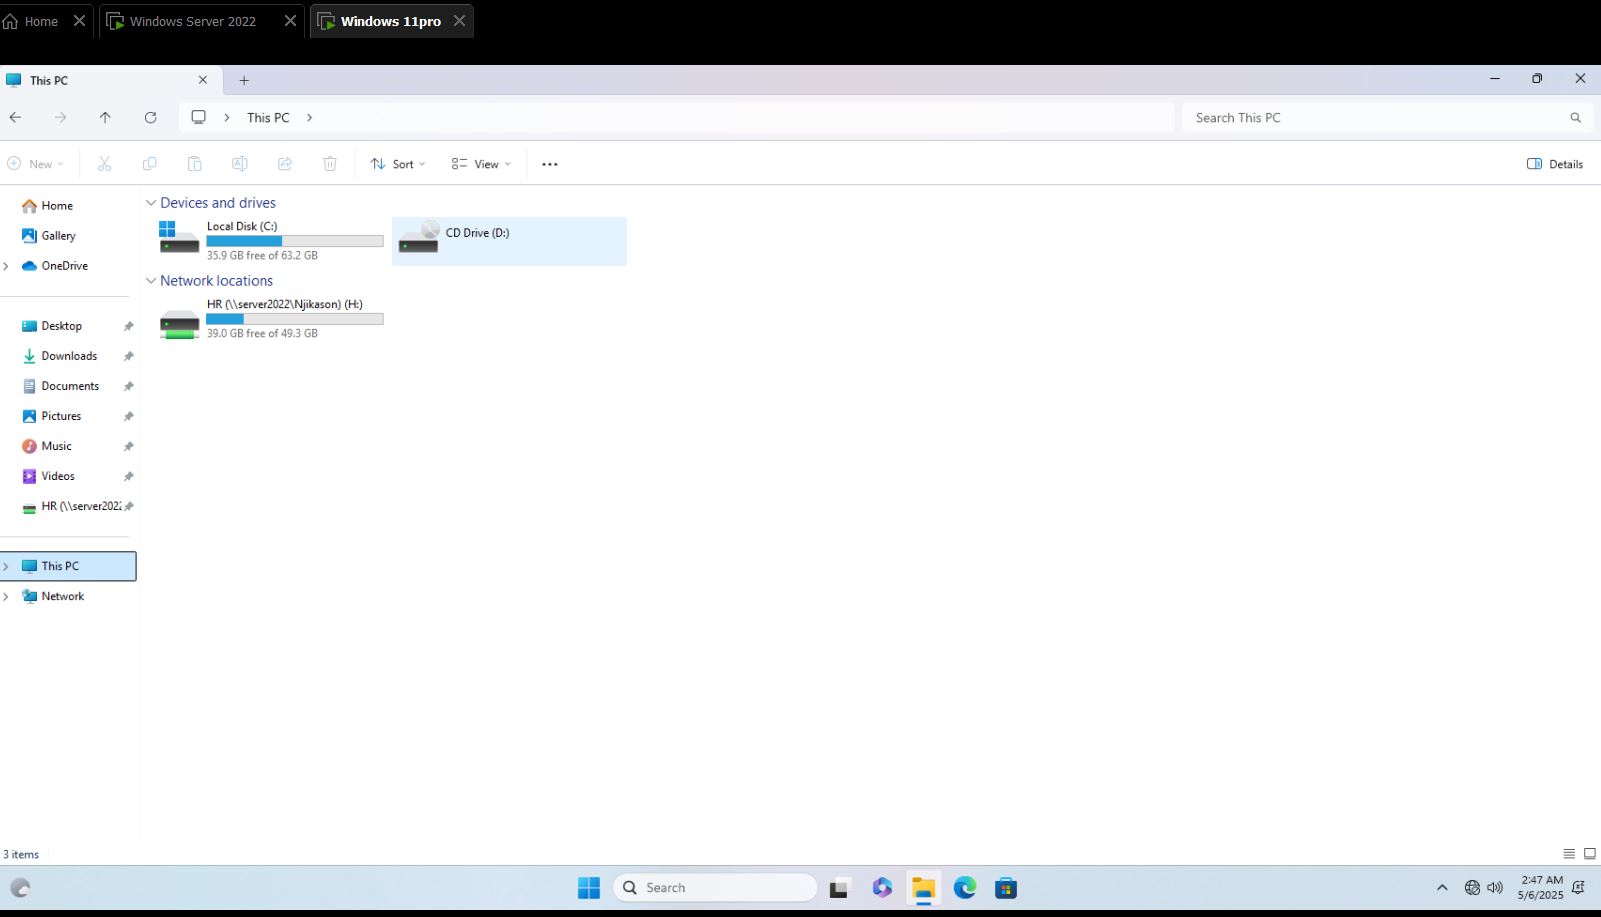 Home
Windows Server 2022
Windows 11pro
This PC
This PC
Search This PC
New
Sort
View
Details
Home
Gallery
OneDrive
Desktop
Downloads
Documents
Pictures
Music
Videos
HR (\\server202
This PC
Network
Devices and drives
Local Disk (C:)
35.9 GB free of 63.2 GB
CD Drive (D:)
Network locations
HR (\\server2022\Njikason) (H:)
39.0 GB free of 49.3 GB
3 items
Search
2:47 AM
5/6/2025